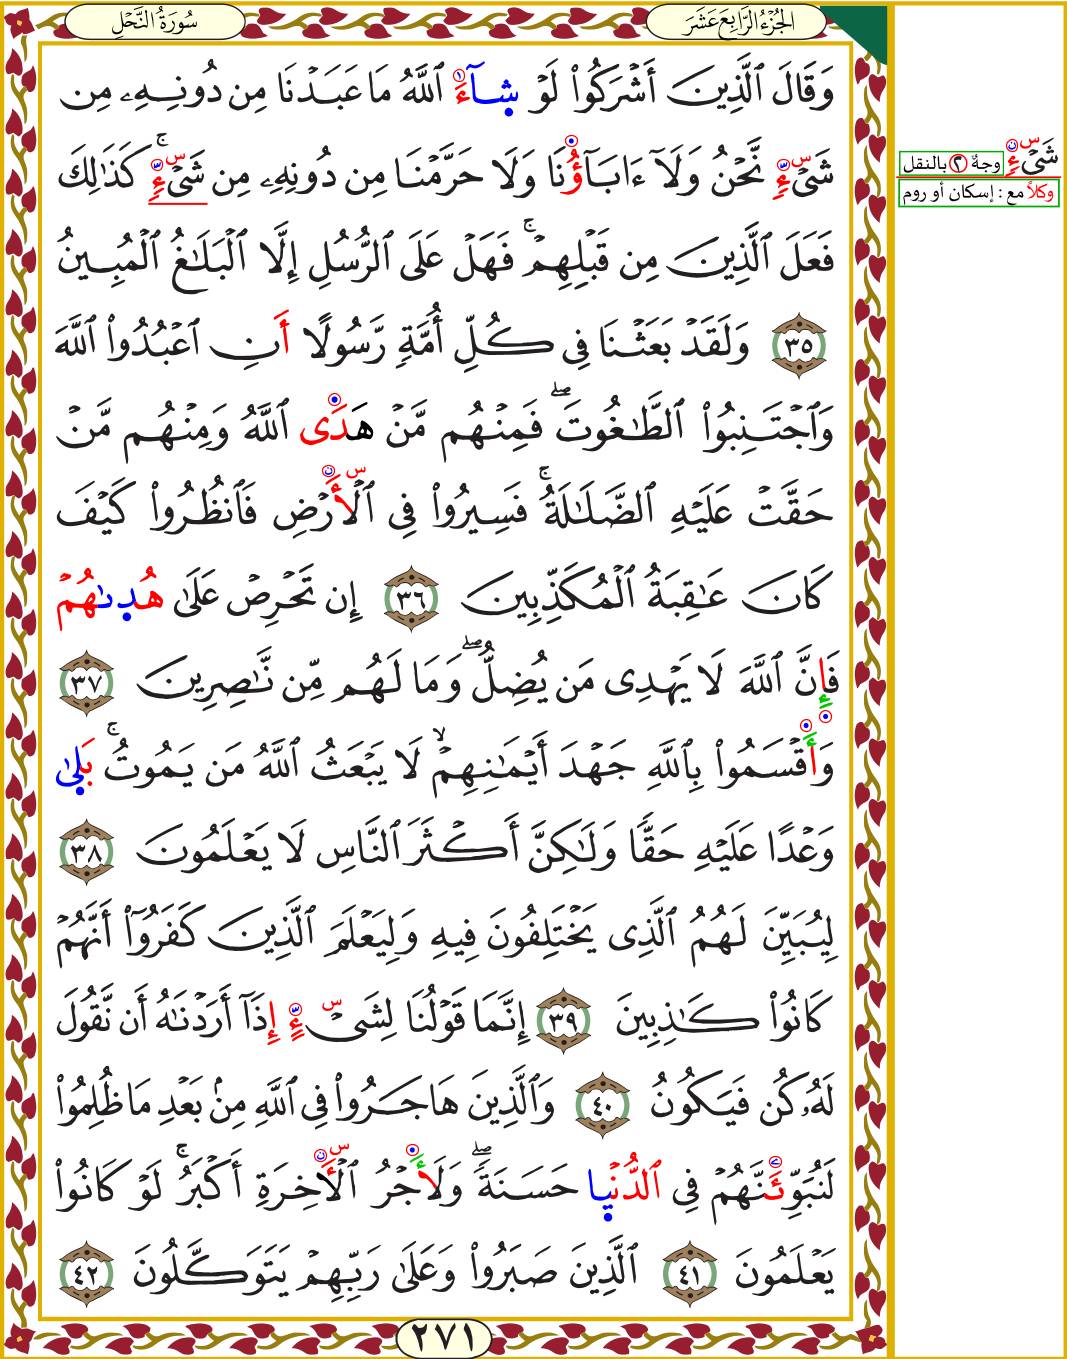 سُورَةُ النَّحْلِ
الجُزْءُ الرَّابِعَ عَشَرَ
وَقَالَ ٱلَّذِينَ أَشْرَكُواْ لَوْ شَآءَ ٱللَّهُ مَا عَبَدْنَا مِن دُونِهِۦ مِن
شَىْءٍ نَّحْنُ وَلَآ ءَابَآؤُنَا وَلَا حَرَّمْنَا مِن دُونِهِۦ مِن شَىْءٍ ۚ كَذَٰلِكَ
فَعَلَ ٱلَّذِينَ مِن قَبْلِهِمْ ۚ فَهَلْ عَلَى ٱلرُّسُلِ إِلَّا ٱلْبَلَٰغُ ٱلْمُبِينُ
٣٥ وَلَقَدْ بَعَثْنَا فِى كُلِّ أُمَّةٍ رَّسُولًا أَنِ ٱعْبُدُواْ ٱللَّهَ
وَٱجْتَنِبُواْ ٱلطَّٰغُوتَ ۖ فَمِنْهُم مَّنْ هَدَى ٱللَّهُ وَمِنْهُم مَّنْ
حَقَّتْ عَلَيْهِ ٱلضَّلَٰلَةُ ۚ فَسِيرُواْ فِى ٱلْأَرْضِ فَٱنظُرُواْ كَيْفَ
كَانَ عَٰقِبَةُ ٱلْمُكَذِّبِينَ ٣٦ إِن تَحْرِصْ عَلَىٰ هُدَىٰهُمْ
فَإِنَّ ٱللَّهَ لَا يَهْدِى مَن يُضِلُّ ۖ وَمَا لَهُم مِّن نَّٰصِرِينَ ٣٧
وَأَقْسَمُواْ بِٱللَّهِ جَهْدَ أَيْمَٰنِهِمْ ۙ لَا يَبْعَثُ ٱللَّهُ مَن يَمُوتُ ۚ بَلَىٰ
وَعْدًا عَلَيْهِ حَقًّا وَلَٰكِنَّ أَكْثَرَ ٱلنَّاسِ لَا يَعْلَمُونَ ٣٨
لِيُبَيِّنَ لَهُمُ ٱلَّذِى يَخْتَلِفُونَ فِيهِ وَلِيَعْلَمَ ٱلَّذِينَ كَفَرُوٓاْ أَنَّهُمْ
كَانُواْ كَٰذِبِينَ ٣٩ إِنَّمَا قَوْلُنَا لِشَىْءٍ إِذَآ أَرَدْنَٰهُ أَن نَّقُولَ
لَهُۥ كُن فَيَكُونُ ٤٠ وَٱلَّذِينَ هَاجَرُواْ فِى ٱللَّهِ مِنۢ بَعْدِ مَا ظُلِمُواْ
لَنُبَوِّئَنَّهُمْ فِى ٱلدُّنْيَا حَسَنَةً ۖ وَلَأَجْرُ ٱلْأَخِرَةِ أَكْبَرُ ۚ لَوْ كَانُواْ
يَعْلَمُونَ ٤١ ٱلَّذِينَ صَبَرُواْ وَعَلَىٰ رَبِّهِمْ يَتَوَكَّلُونَ ٤٢
٢٧١
شَىْءٍ وجهٌ ٢ بالنقل
وكلاً مع : إسكان أو روم